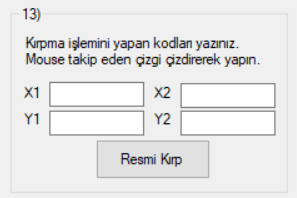 13)
Kırpma işlemini yapan kodları yazınız.
Mouse takip eden çizgi çizdirerek yapın.
X1 X2
Y1 Y2
Resmi Kırp